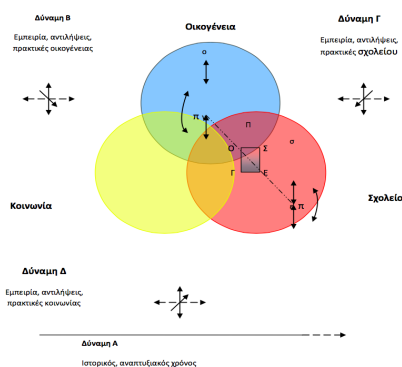 Δύναμη Β
Εμπειρία, αντιλήψεις,
πρακτικές οικογένειας
Οικογένεια
Δύναμη Γ
Εμπειρία, αντιλήψεις,
πρακτικές σχολείου
ο
π
Π
Ο Σ
σ
Γ Ε
π
Κοινωνία
Σχολείο
Δύναμη Δ
Εμπειρία, αντιλήψεις,
πρακτικές κοινωνίας
Δύναμη Α
Ιστορικός, αναπτυξιακός χρόνος